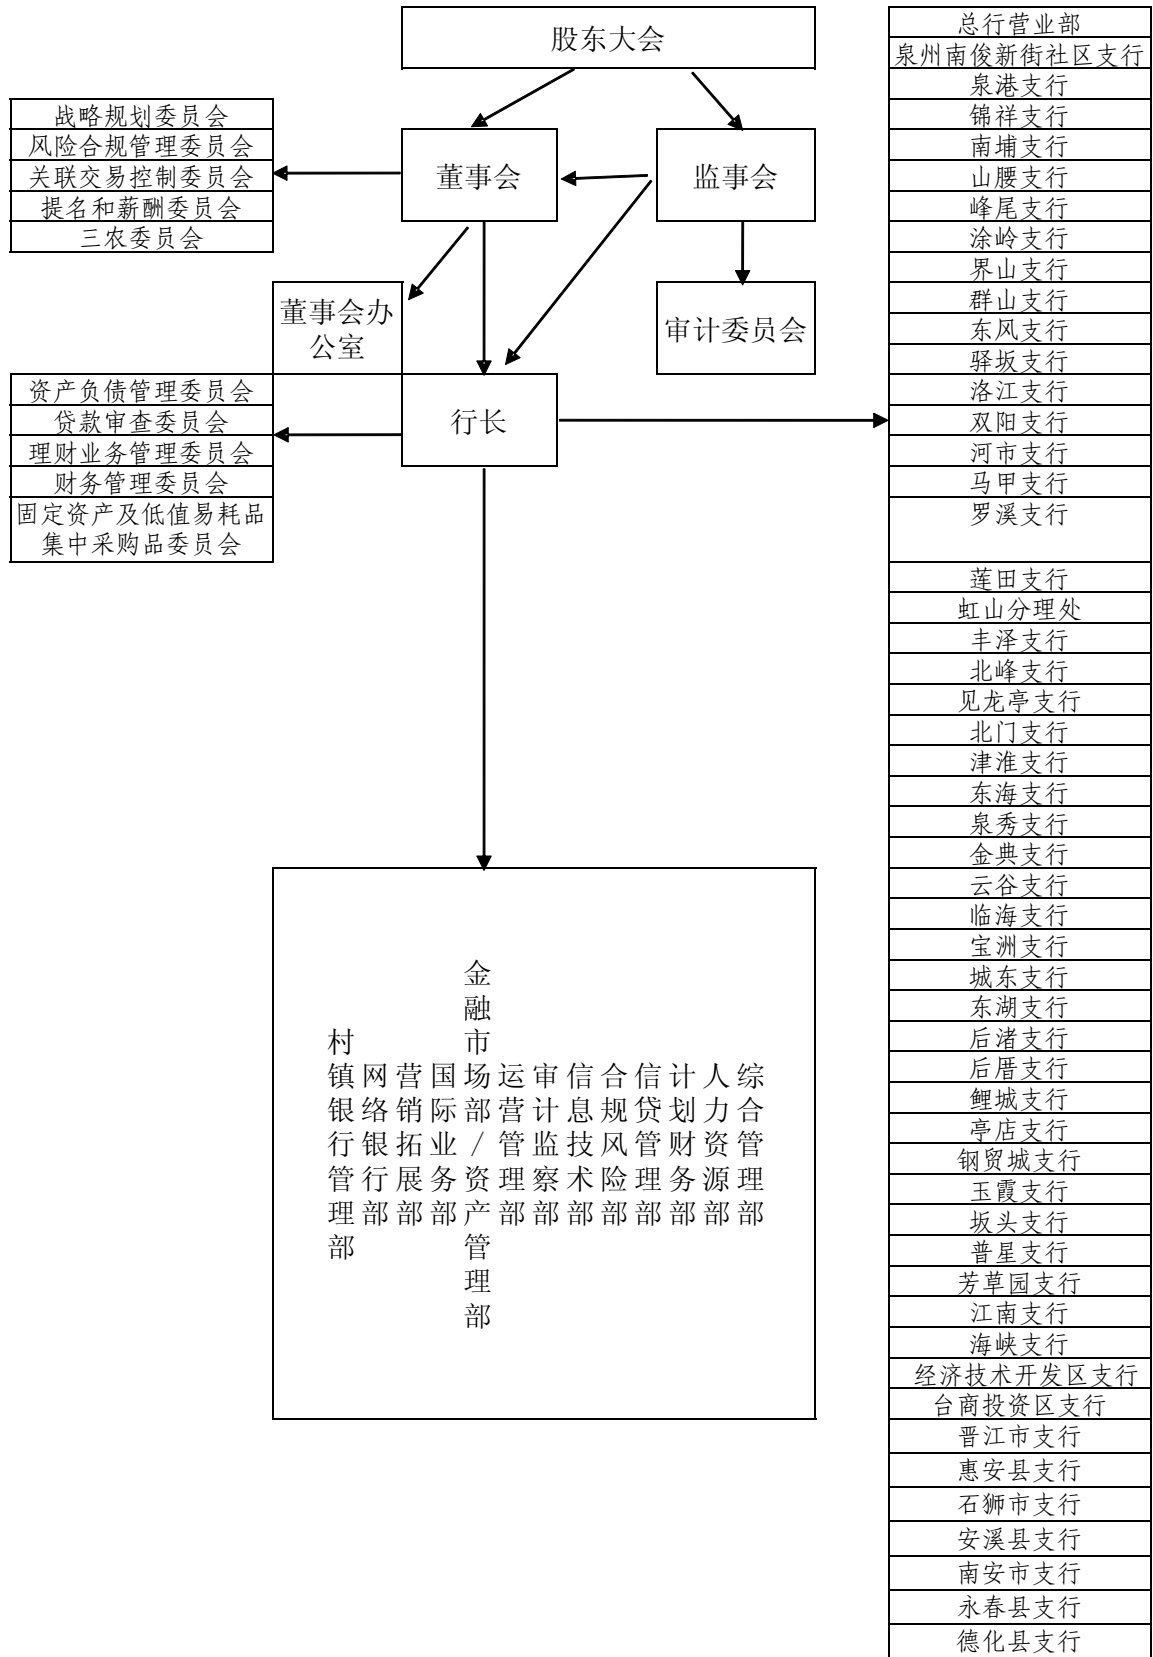 股东大会
战略规划委员会
风险合规管理委员会
关联交易控制委员会
提名和薪酬委员会
三农委员会
董事会
监事会
董事会办
公室
审计委员会
资产负债管理委员会
贷款审查委员会
理财业务管理委员会
财务管理委员会
固定资产及低值易耗品
集中采购品委员会
行长
村镇银行管理部
网络银行部
营销拓展部
国际业务部
金融市场部/资产管理部
运营管理部
审计监察部
信息技术部
合规风险部
信贷管理部
计划财务部
人力资源部
综合管理部
总行营业部
泉州南俊新街社区支行
泉港支行
锦祥支行
南埔支行
山腰支行
峰尾支行
涂岭支行
界山支行
群山支行
东风支行
驿坂支行
洛江支行
双阳支行
河市支行
马甲支行
罗溪支行
莲田支行
虹山分理处
丰泽支行
北峰支行
见龙亭支行
北门支行
津淮支行
东海支行
泉秀支行
金典支行
云谷支行
临海支行
宝洲支行
城东支行
东湖支行
后渚支行
后厝支行
鲤城支行
亭店支行
钢贸城支行
玉霞支行
坂头支行
普星支行
芳草园支行
江南支行
海峡支行
经济技术开发区支行
台商投资区支行
晋江市支行
惠安县支行
石狮市支行
安溪县支行
南安市支行
永春县支行
德化县支行